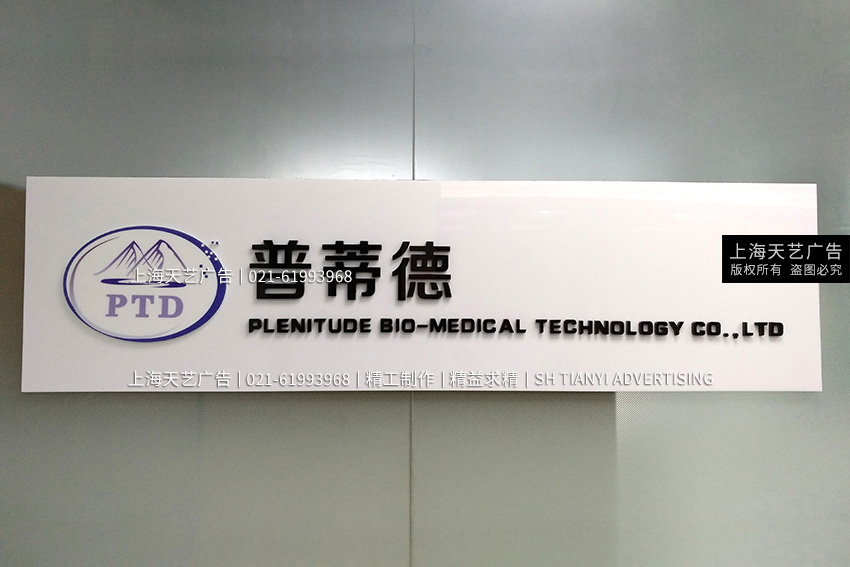 普蒂德
PTD
PLENITUDE BIO-MEDICAL TECHNOLOGY CO.,LTD
上海天艺广告 | 021-61993968
上海天艺广告
版权所有 盗图必究
上海天艺广告 | 021-61993968 | 精工制作 | 精益求精 | SH TIANYI ADVERTISING